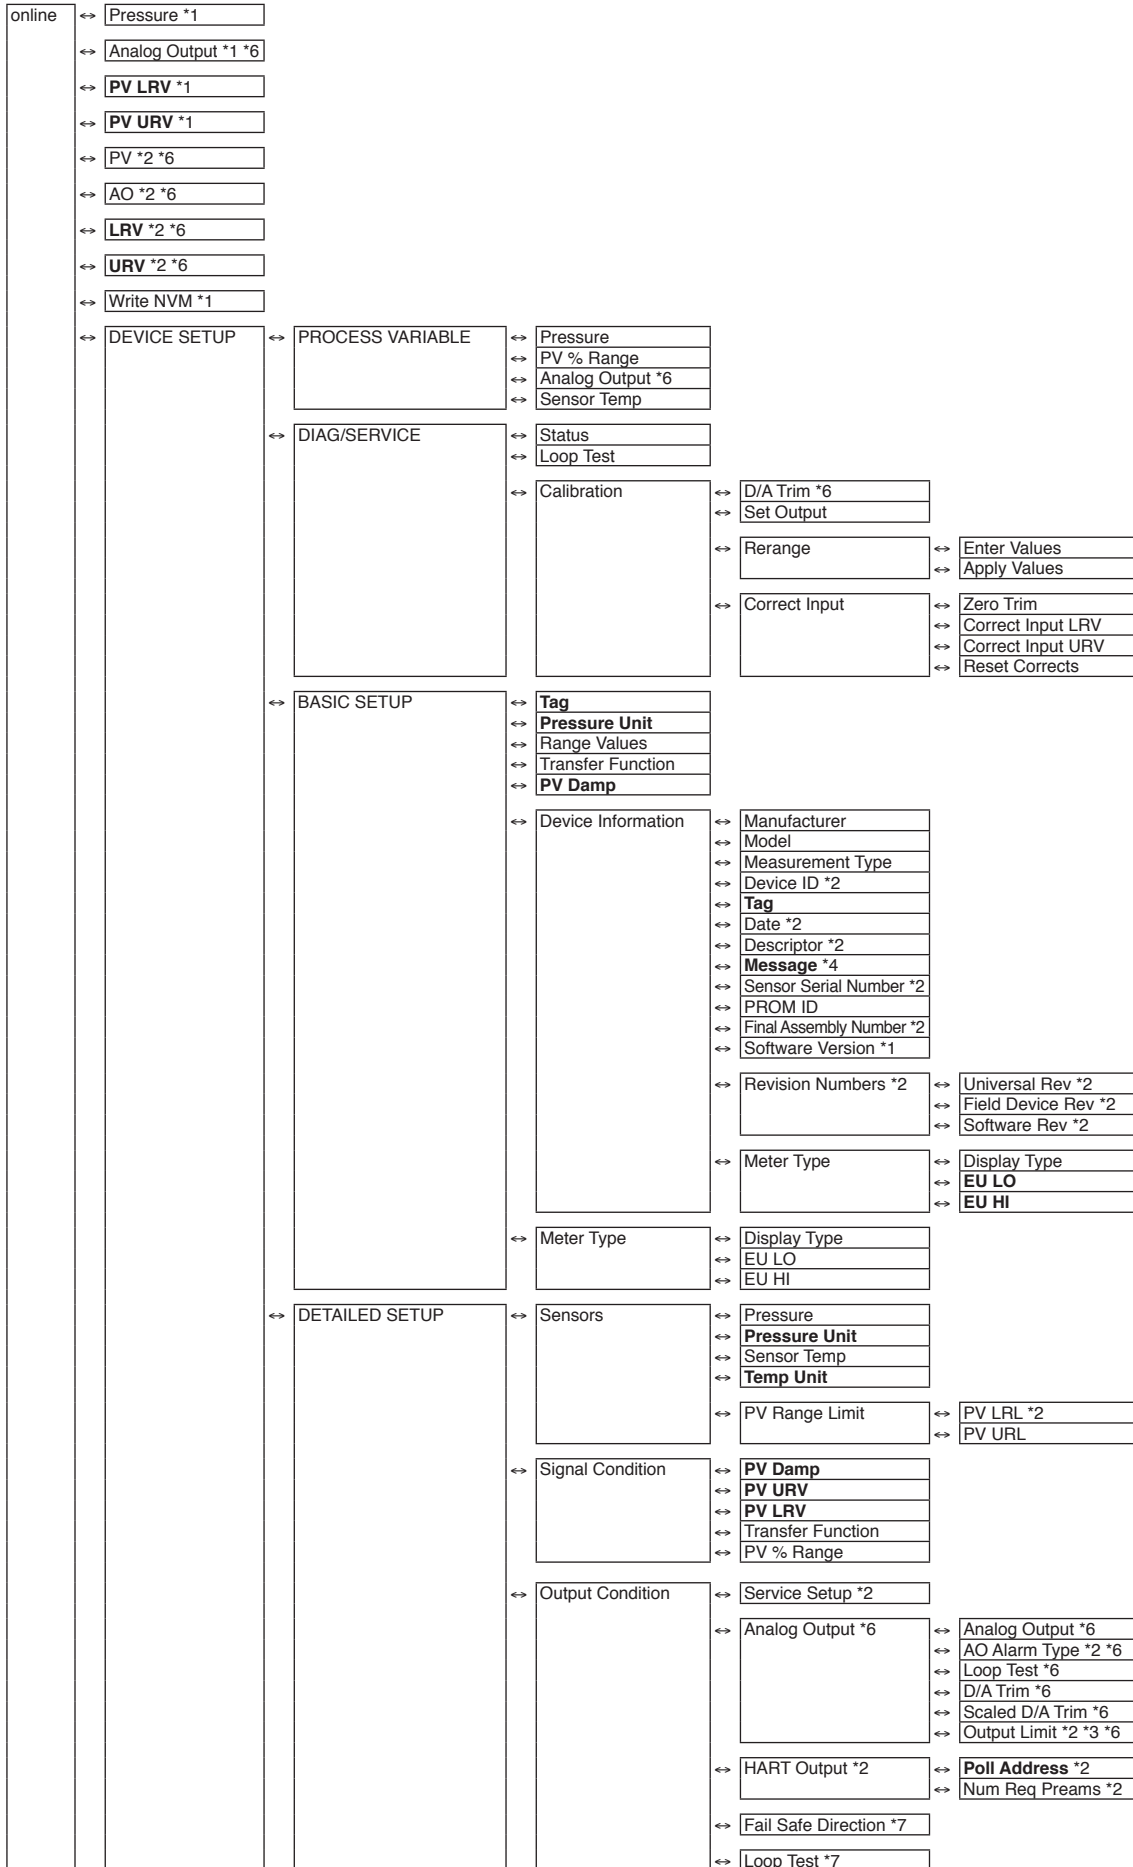 online
Pressure *1
Analog Output *1 *6
PV LRV *1
PV URV *1
PV *2 *6
AO *2 *6
LRV *2 *6
URV *2 *6
Write NVM *1
DEVICE SETUP
PROCESS VARIABLE
Pressure
PV % Range
Analog Output *6
Sensor Temp
DIAG/SERVICE
Status
Loop Test
Calibration
D/A Trim *6
Set Output
Rerange
Enter Values
Apply Values
Correct Input
Zero Trim
Correct Input LRV
Correct Input URV
Reset Corrects
BASIC SETUP
Tag
Pressure Unit
Range Values
Transfer Function
PV Damp
Device Information
Manufacturer
Model
Measurement Type
Device ID *2
Tag
Date *2
Descriptor *2
Message *4
Sensor Serial Number *2
PROM ID
Final Assembly Number *2
Software Version *1
Revision Numbers *2
Universal Rev *2
Field Device Rev *2
Software Rev *2
Meter Type
Display Type
EU LO
EU HI
Meter Type
Display Type
EU LO
EU HI
DETAILED SETUP
Sensors
Pressure
Pressure Unit
Sensor Temp
Temp Unit
PV Range Limit
PV LRL *2
PV URL
Signal Condition
PV Damp
PV URV
PV LRV
Transfer Function
PV % Range
Output Condition
Service Setup *2
Analog Output *6
Analog Output *6
AO Alarm Type *2 *6
Loop Test *6
D/A Trim *6
Scaled D/A Trim *6
Output Limit *2 *3 *6
HART Output *2
Poll Address *2
Num Req Preams *2
Fail Safe Direction *7
Loop Test *7